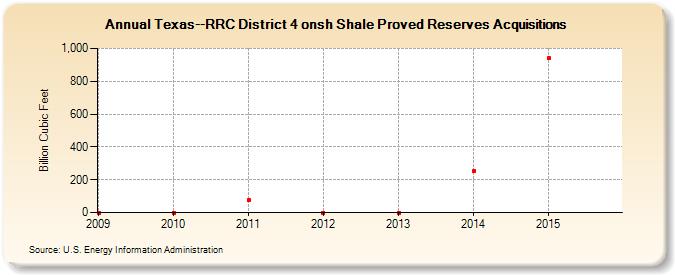 Annual Texas--RRC District 4 onsh Shale Proved Reserves Acquisitions
Billion Cubic Feet
1,000
800
600
400
200
0
2009 2010 2011 2012 2013 2014 2015
Source: U.S. Energy Information Administration